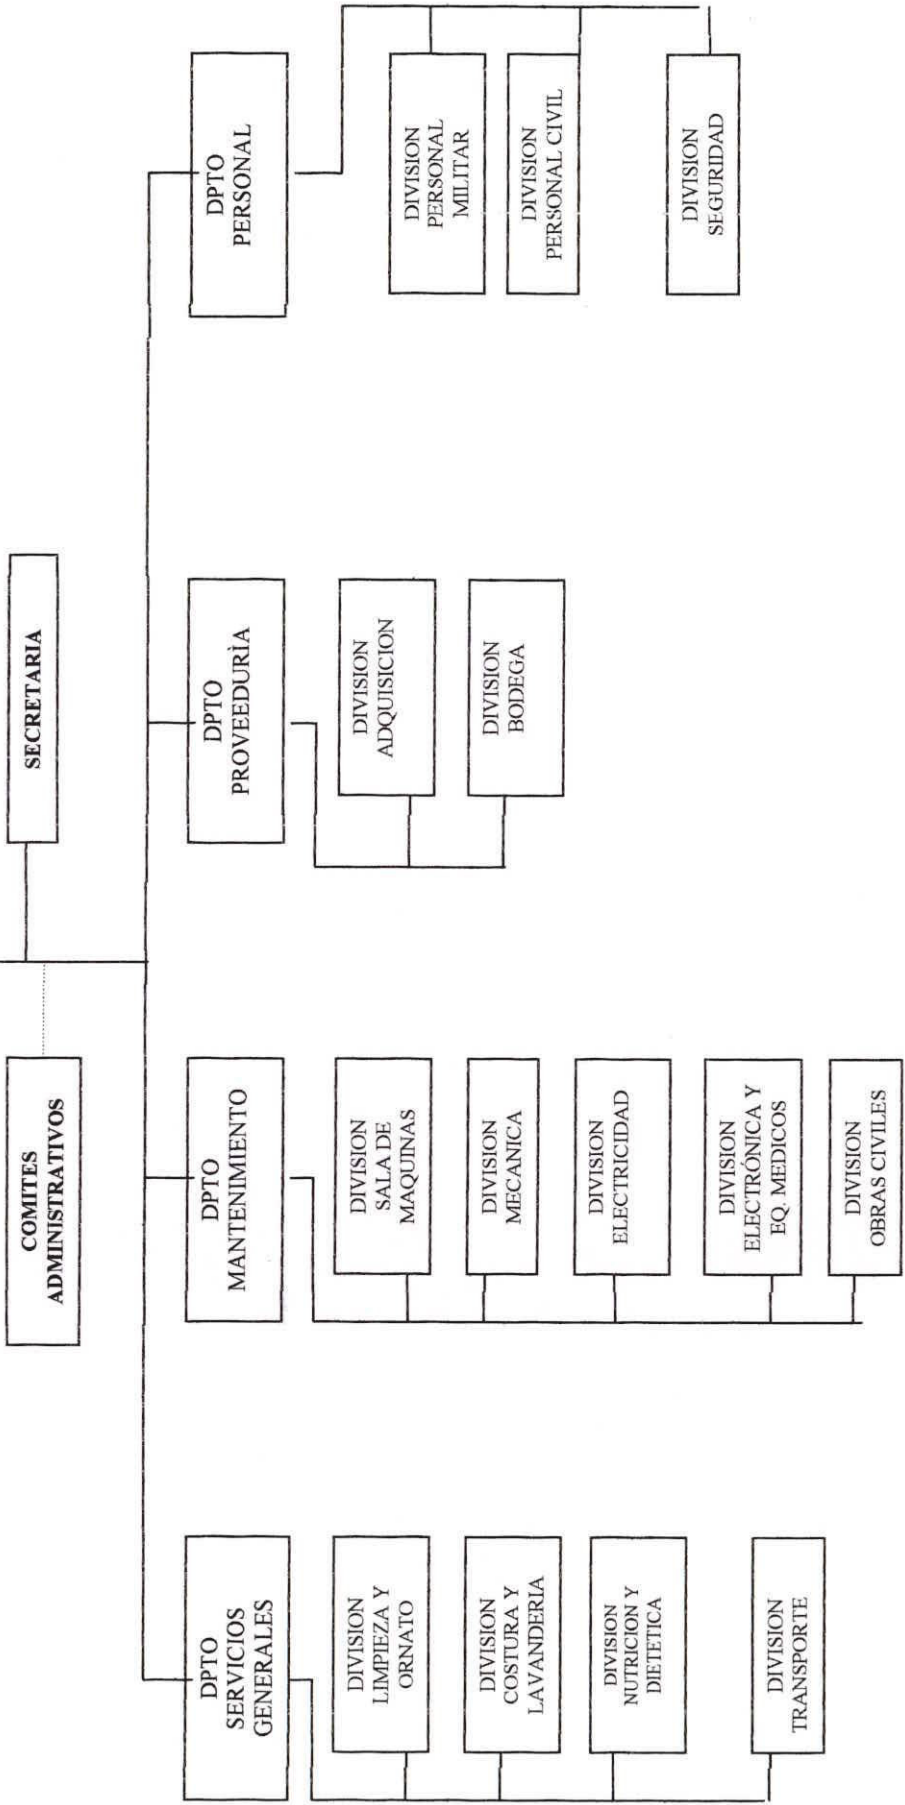 COMITES
ADMINISTRATIVOS
SECRETARIA
DPTO
SERVICIOS
GENERALES
DIVISION
LIMPIEZA Y
ORNATO
DIVISION
COSTURA Y
LAVANDERIA
DIVISION
NUTRICION Y
DIETETICA
DIVISION
TRANSPORTE
DPTO
MANTENIMIENTO
DIVISION
SALA DE
MAQUINAS
DIVISION
MECANICA
DIVISION
ELECTRICIDAD
DIVISION
ELECTRÓNICA Y
EQ. MEDICOS
DIVISION
OBRAS CIVILES
DPTO
PROVEEDURÌA
DIVISION
ADQUISICION
DIVISION
BODEGA
DPTO
PERSONAL
DIVISION
PERSONAL
MILITAR
DIVISION
PERSONAL CIVIL
DIVISION
SEGURIDAD